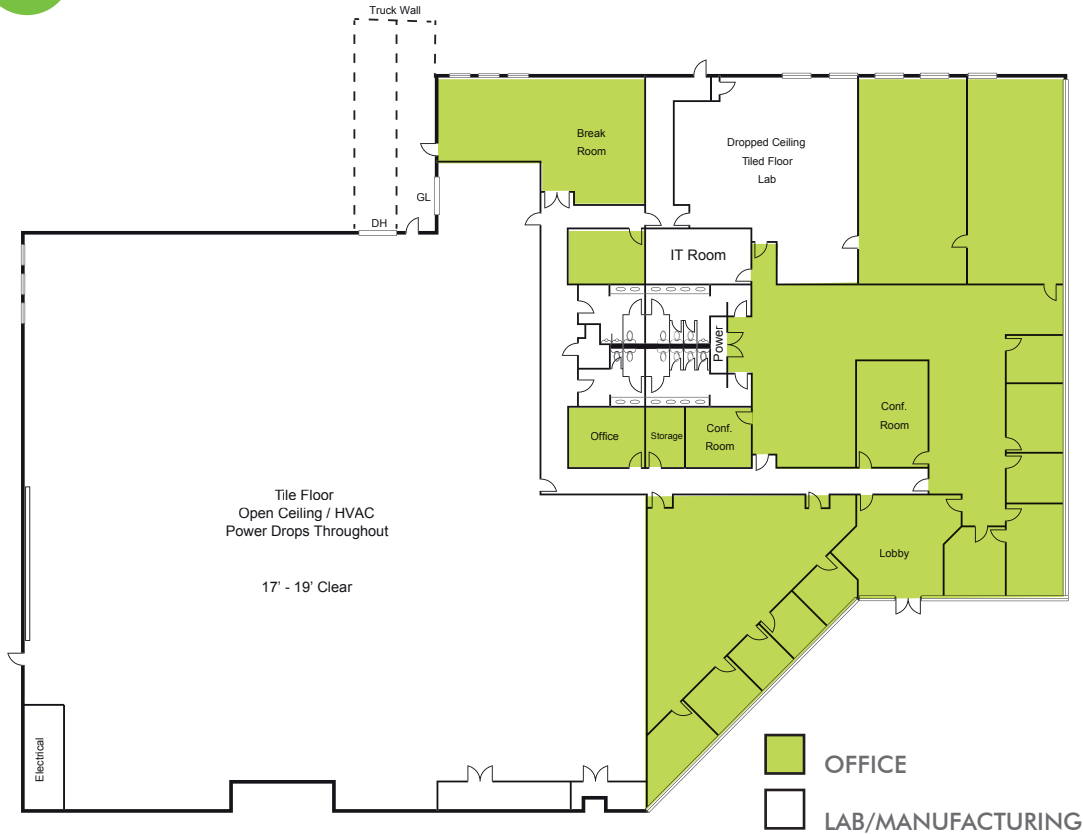 Truck Wall
Break
Room
Dropped Ceiling
Tiled Floor
Lab
GL
DH
IT Room
Power
Conf.
Room
Office
Storage
Conf.
Room
Tile Floor
Open Ceiling / HVAC
Power Drops Throughout
17’ - 19’ Clear
Lobby
Electrical
OFFICE
LAB/MANUFACTURING